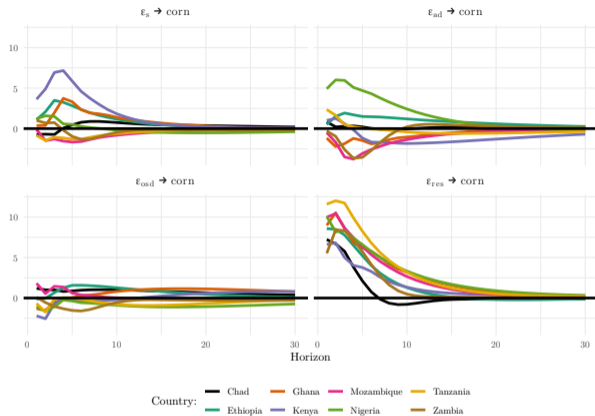 εs → corn εad → corn
10
5
0
εosd → corn εres → corn
10
5
0
0 10 20 30 0 10 20 30
Horizon
Country: Chad Ghana Mozambique Tanzania
Ethiopia Kenya Nigeria Zambia